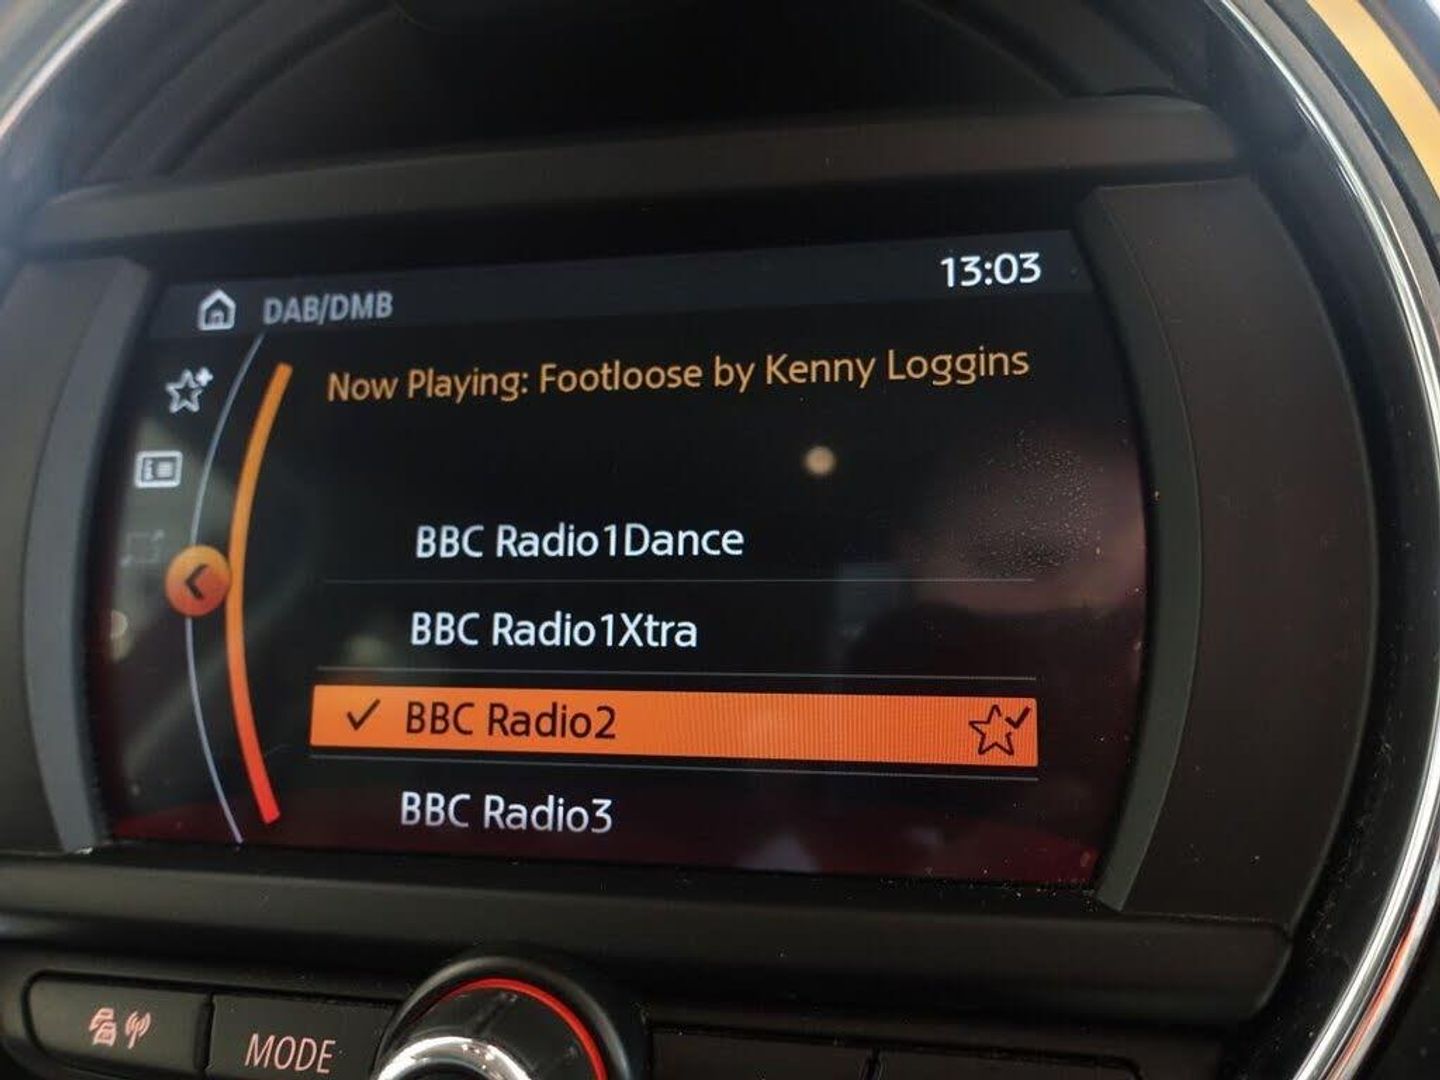 DAB/DMB
13:03
Now Playing: Footloose by Kenny Loggins
BBC Radio1Dance
BBC Radio1Xtra
BBC Radio2
BBC Radio3
MODE